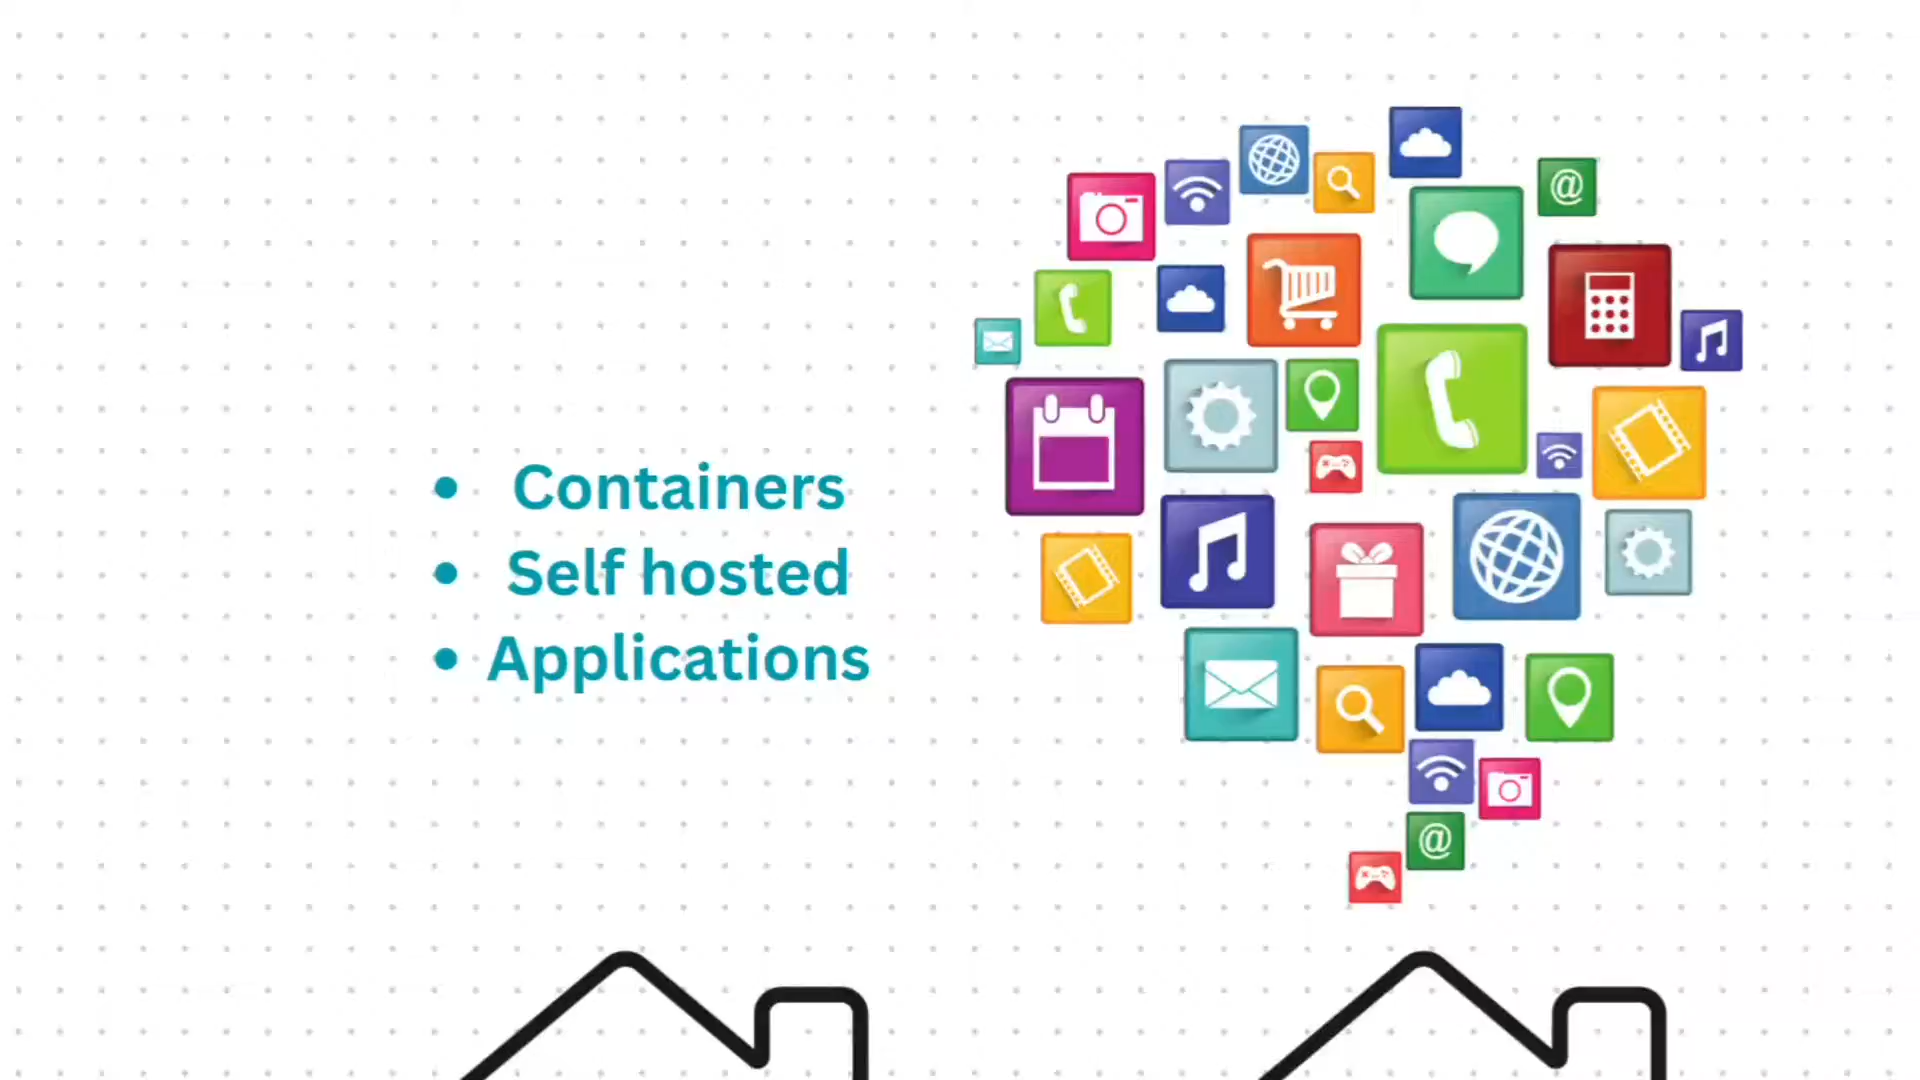 Containers
Self hosted
Applications
@
@